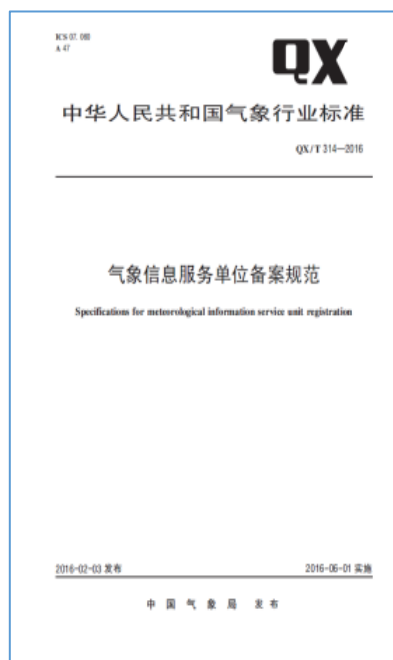 ICS 07.060
A 47
QX
中华人民共和国气象行业标准
QX/T 314—2016
气象信息服务单位备案规范
Specifications for meteorological information service unit registration
2016-02-03 发布
2016-06-01 实施
中国气象局 发布